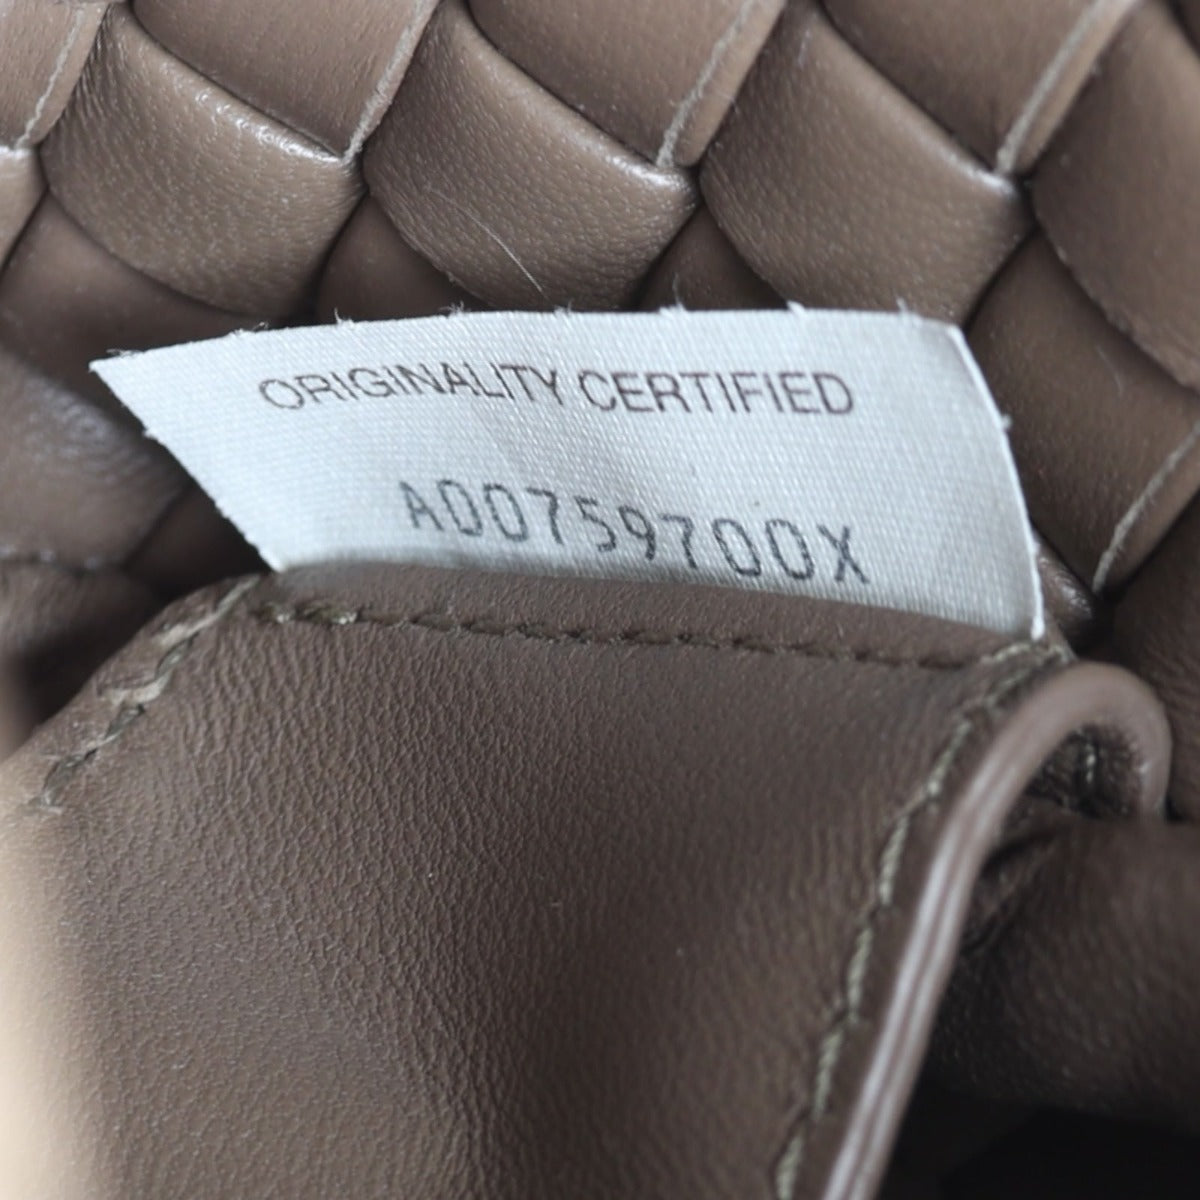 ORIGINALITY CERTIFIED
A00759700X